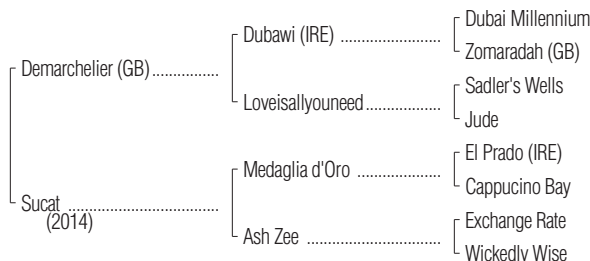 Dubai Millennium
Dubawi (IRE) ....................
Zomaradah (GB)
Demarchelier (GB) .............
Sadler's Wells
Loveisallyouneed ...............
Jude
El Prado (IRE)
Medaglia d'Oro .................
Cappucino Bay
Sucat ..............................
(2014)
Exchange Rate
Ash Zee ...........................
Wickedly Wise